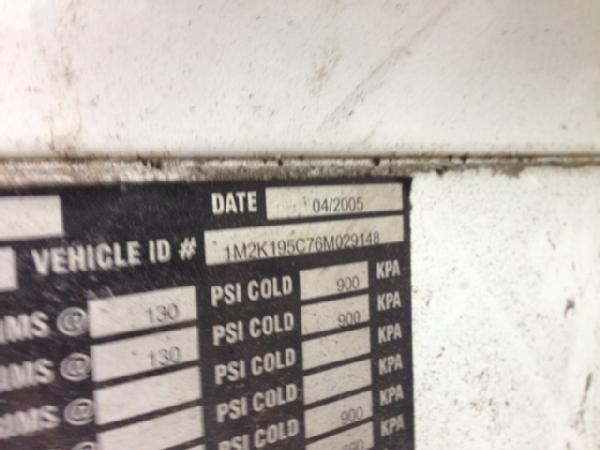 DATE 04/2005
VEHICLE ID # 1M2K195C76M029148
IMS @ 130 PSI COLD 900 KPA
IMS @ 130 PSI COLD 900 KPA
IMS @ PSI COLD KPA
IMS @ PSI COLD 900 KPA
PSI COLD KPA